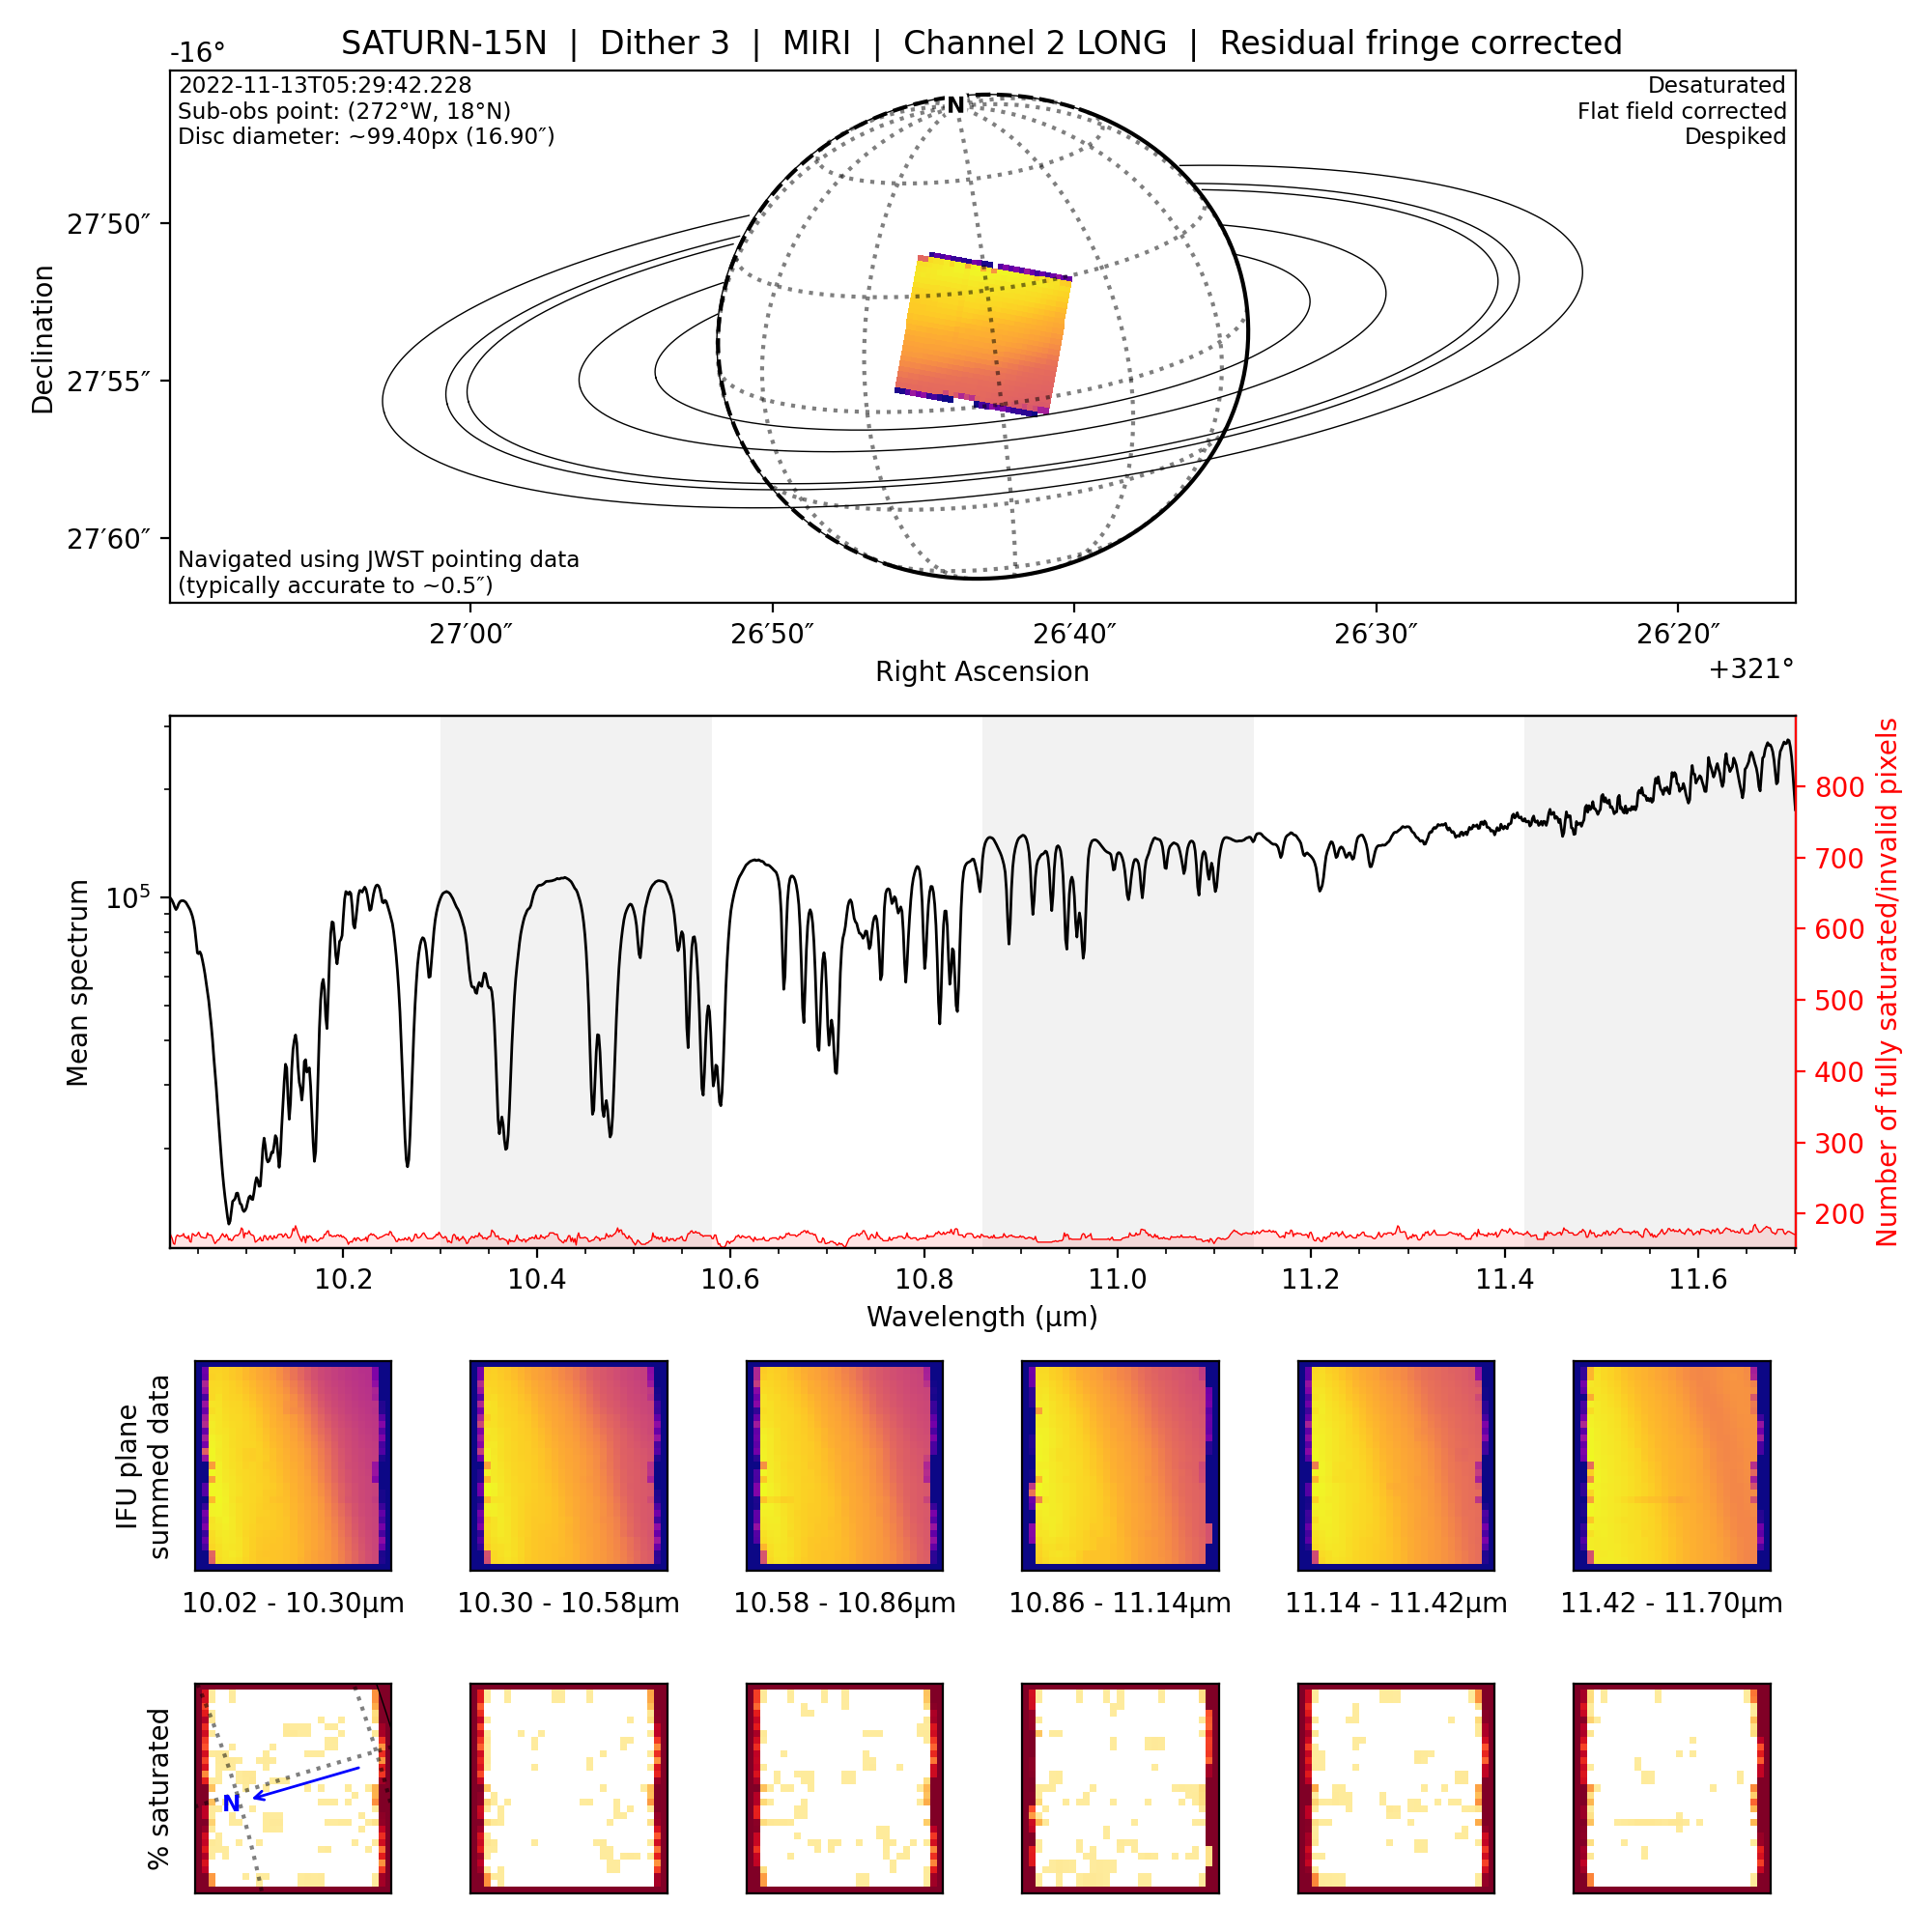 SATURN-15N | Dither 3 | MIRI | Channel 2 LONG | Residual fringe corrected
-16°
2022-11-13T05:29:42.228
Sub-obs point: (272°W, 18°N)
Disc diameter: ~99.40px (16.90″)
Desaturated
Flat field corrected
Despiked
N
Declination
27′50″
27′55″
27′60″
Navigated using JWST pointing data
(typically accurate to ~0.5″)
27′00″ 26′50″ 26′40″ 26′30″ 26′20″
Right Ascension
+321°
Mean spectrum
10⁵
Number of fully saturated/invalid pixels
800
700
600
500
400
300
200
10.2 10.4 10.6 10.8 11.0 11.2 11.4 11.6
Wavelength (µm)
IFU plane
summed data
10.02 - 10.30µm 10.30 - 10.58µm 10.58 - 10.86µm 10.86 - 11.14µm 11.14 - 11.42µm 11.42 - 11.70µm
% saturated
N